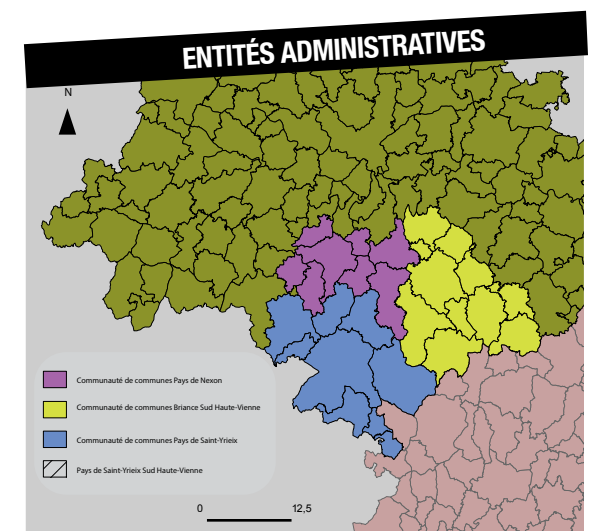 ENTITÉS ADMINISTRATIVES
N
Communauté de communes Pays de Nexon
Communauté de communes Briance Sud Haute-Vienne
Communauté de communes Pays de Saint-Yrieix
Pays de Saint-Yrieix Sud Haute-Vienne
0 12,5